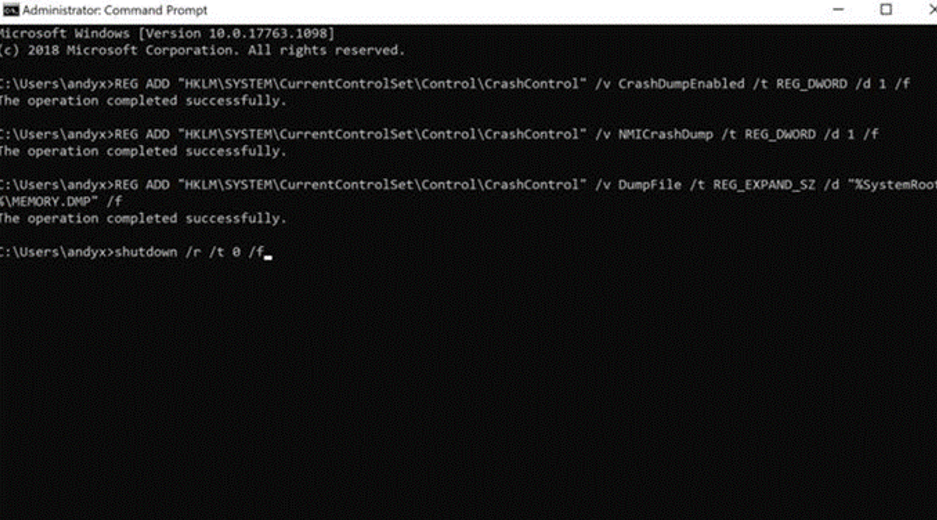 Administrator: Command Prompt
Microsoft Windows [Version 10.0.17763.1098]
(c) 2018 Microsoft Corporation. All rights reserved.
C:\Users\andyx>REG ADD "HKLM\SYSTEM\CurrentControlSet\Control\CrashControl" /v CrashDumpEnabled /t REG_DWORD /d 1 /f
The operation completed successfully.
C:\Users\andyx>REG ADD "HKLM\SYSTEM\CurrentControlSet\Control\CrashControl" /v NMICrashDump /t REG_DWORD /d 1 /f
The operation completed successfully.
C:\Users\andyx>REG ADD "HKLM\SYSTEM\CurrentControlSet\Control\CrashControl" /v DumpFile /t REG_EXPAND_SZ /d "%SystemRoot
%\MEMORY.DMP" /f
The operation completed successfully.
C:\Users\andyx>shutdown /r /t 0 /f